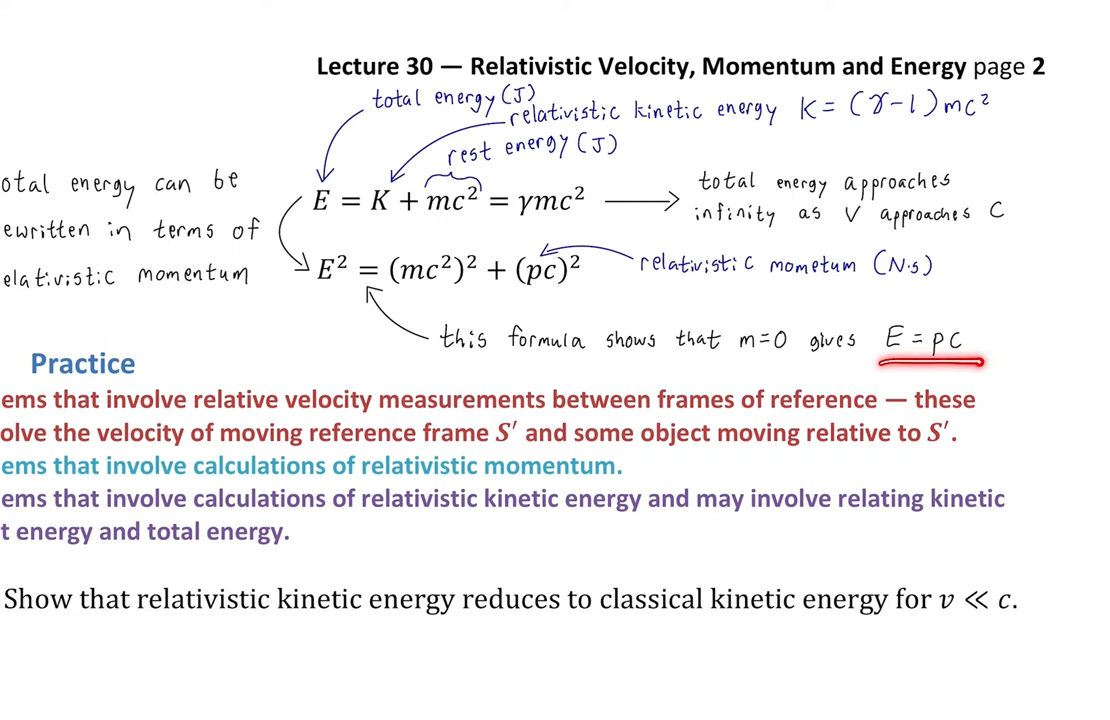 Lecture 30 — Relativistic Velocity, Momentum and Energy page 2
total energy (J)
relativistic kinetic energy K = (γ-1)mc²
rest energy (J)
otal energy can be
ewritten in terms of
elativistic momentum
E = K + mc² = γmc²
total energy approaches
infinity as v approaches c
E² = (mc²)² + (pc)²
relativistic mometum (N·s)
this formula shows that m=0 gives E = pc
Practice
ems that involve relative velocity measurements between frames of reference — these
olve the velocity of moving reference frame S′ and some object moving relative to S′.
ems that involve calculations of relativistic momentum.
ems that involve calculations of relativistic kinetic energy and may involve relating kinetic
t energy and total energy.
Show that relativistic kinetic energy reduces to classical kinetic energy for v ≪ c.